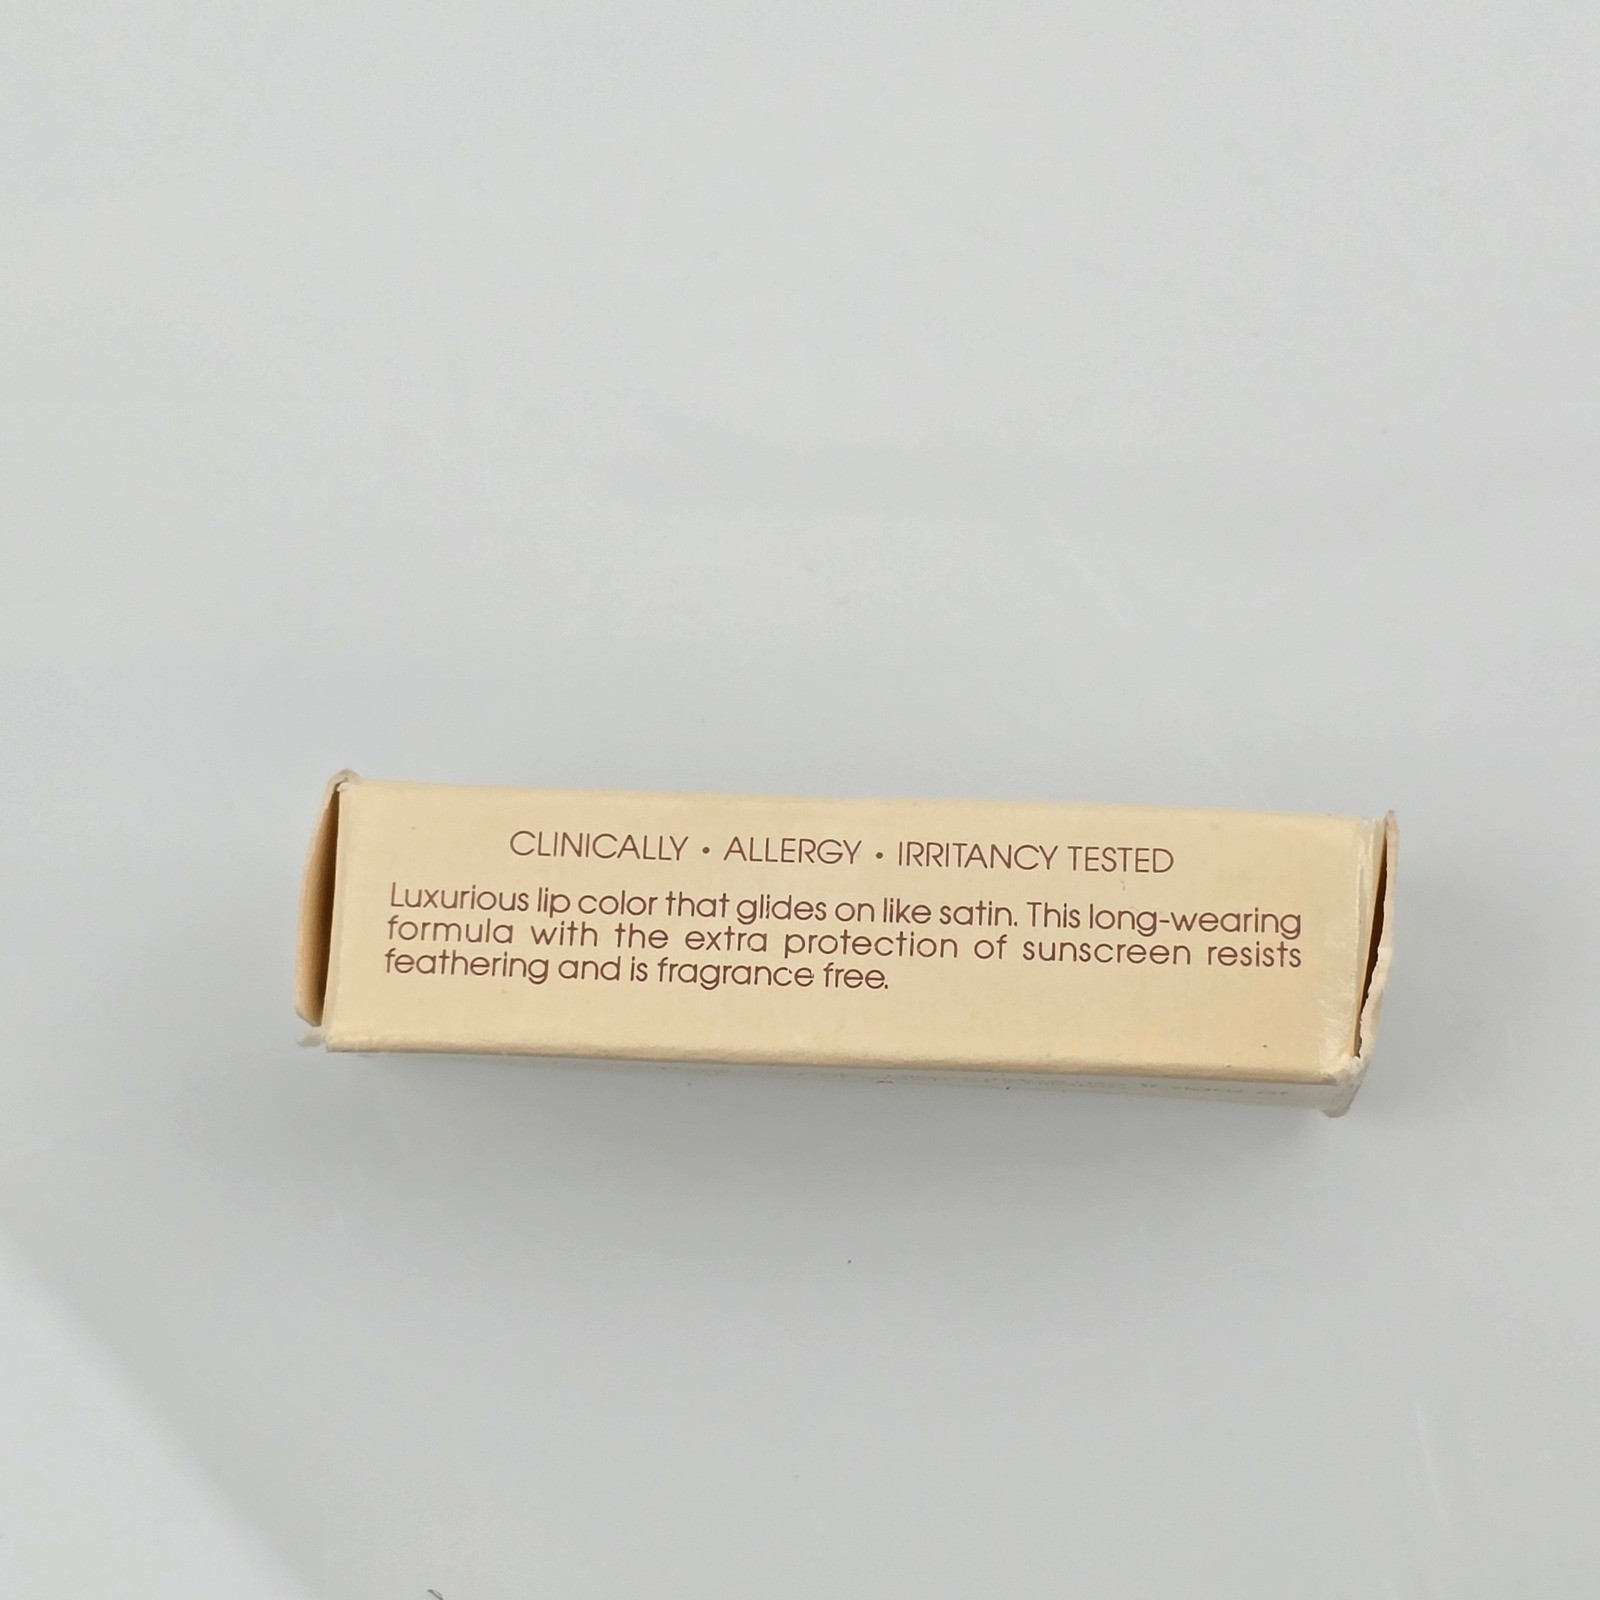 CLINICALLY • ALLERGY • IRRITANCY TESTED
Luxurious lip color that glides on like satin. This long-wearing
formula with the extra protection of sunscreen resists
feathering and is fragrance free.